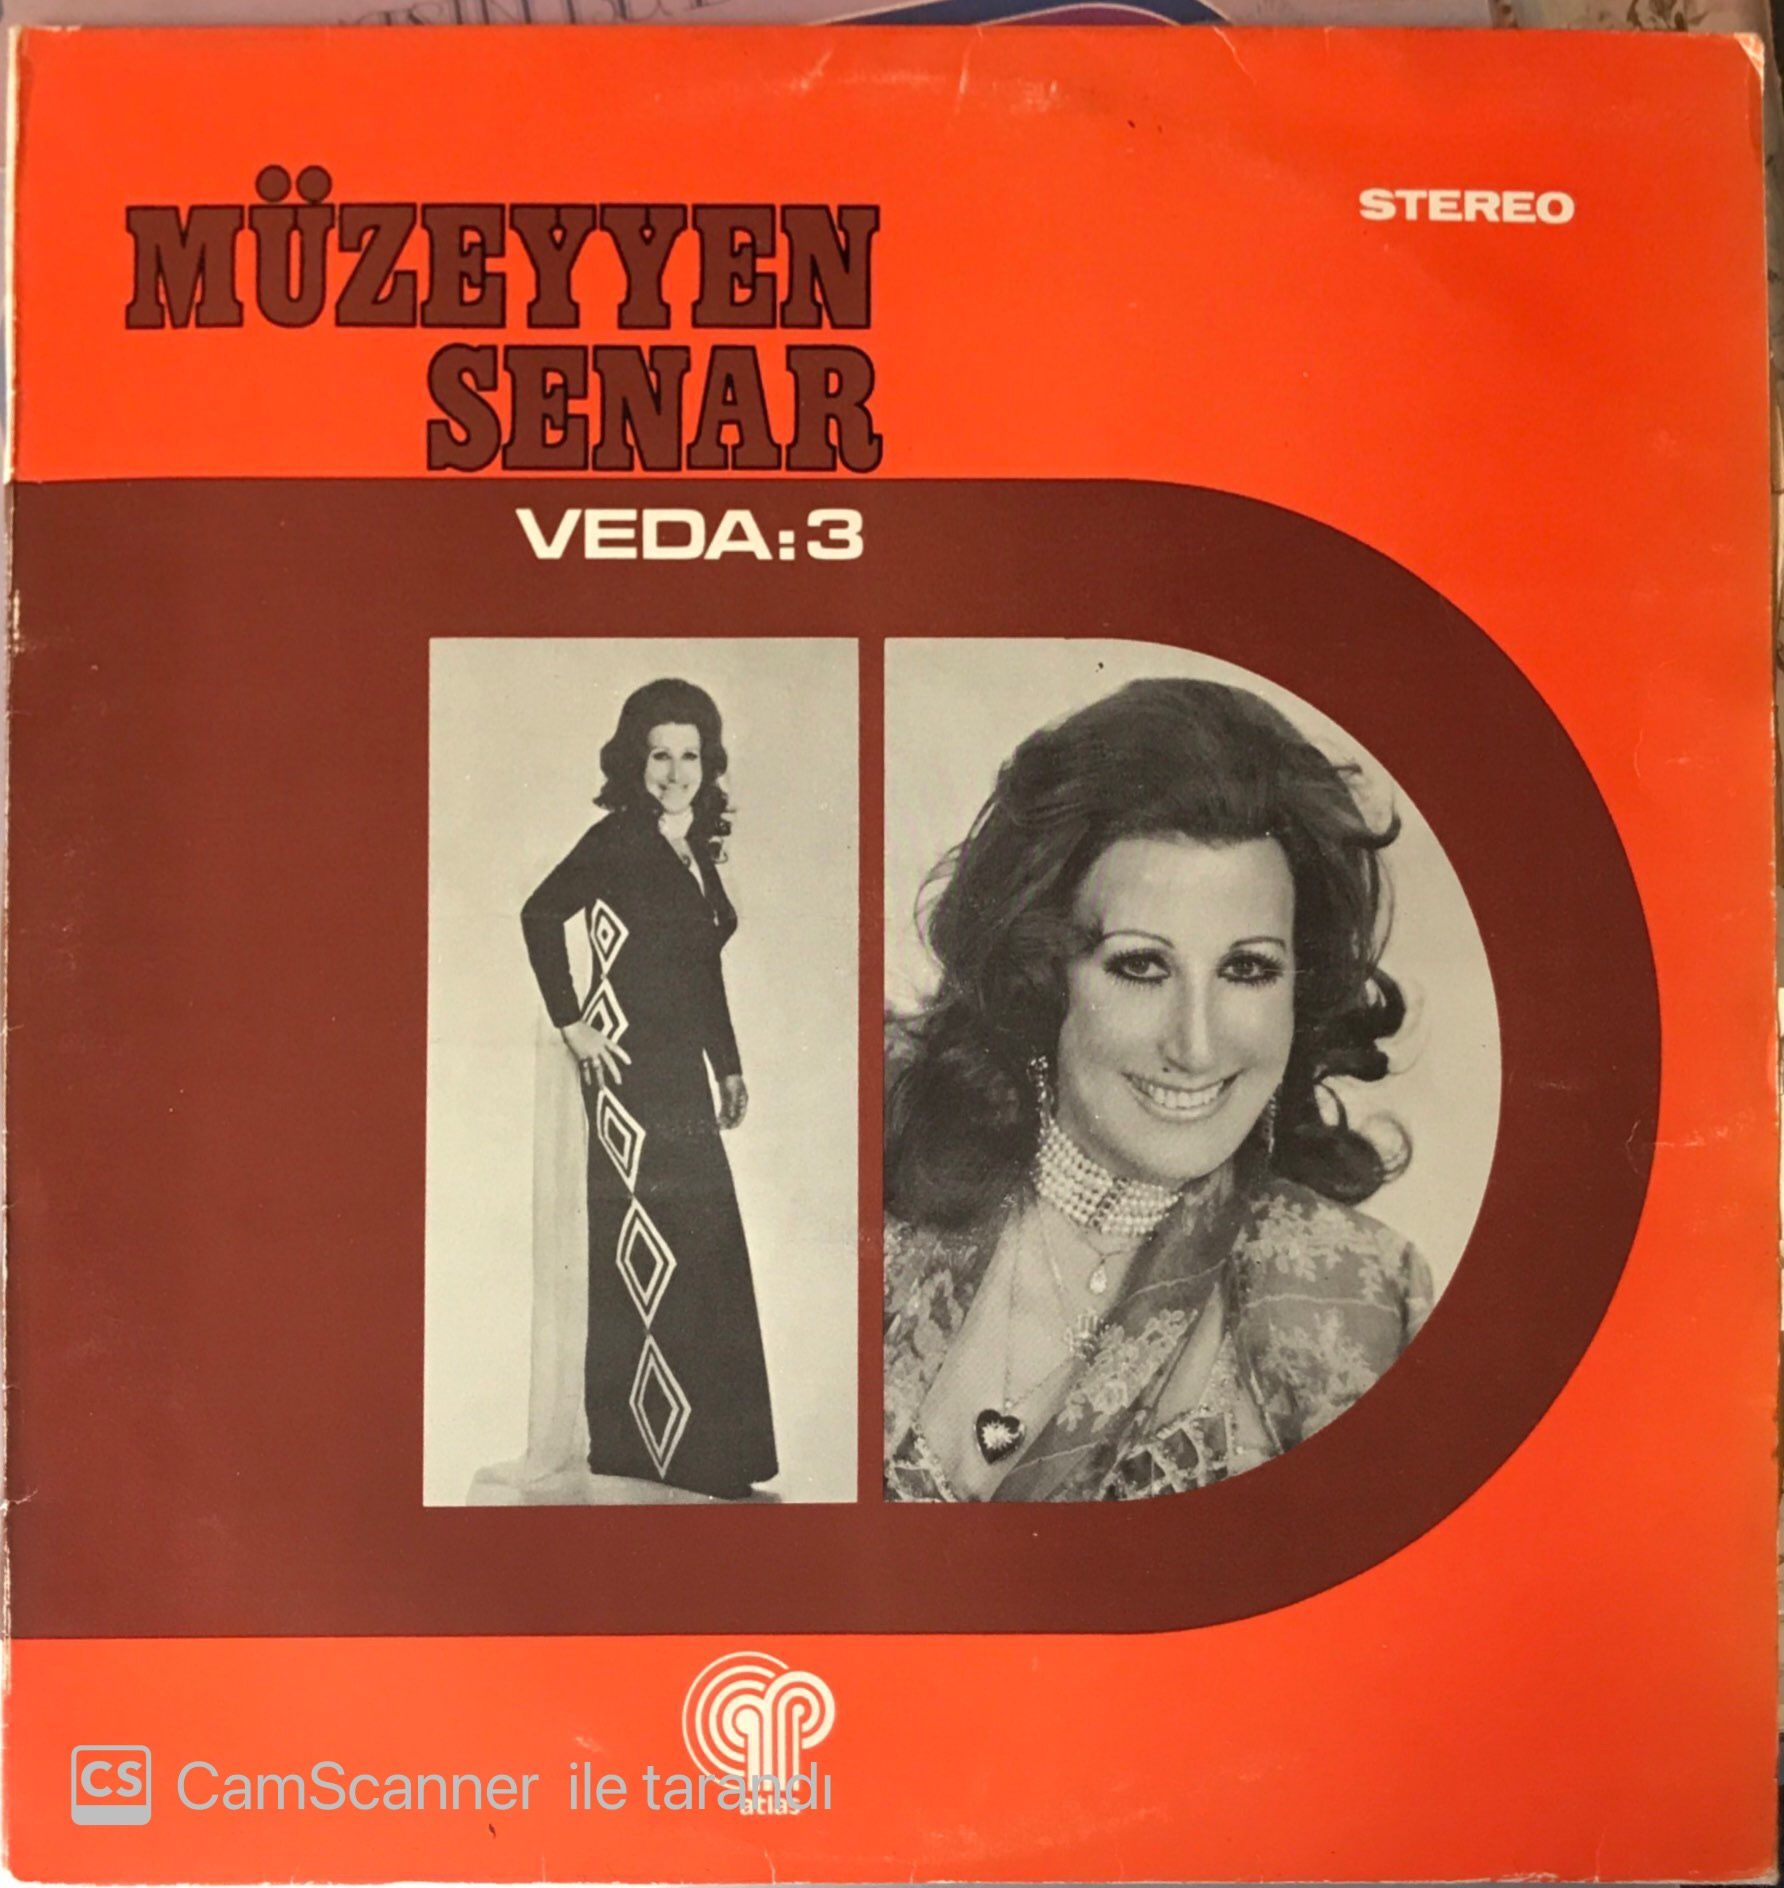 MÜZEYYEN
SENAR
STEREO
VEDA:3
atlas
CS CamScanner ile tarandı